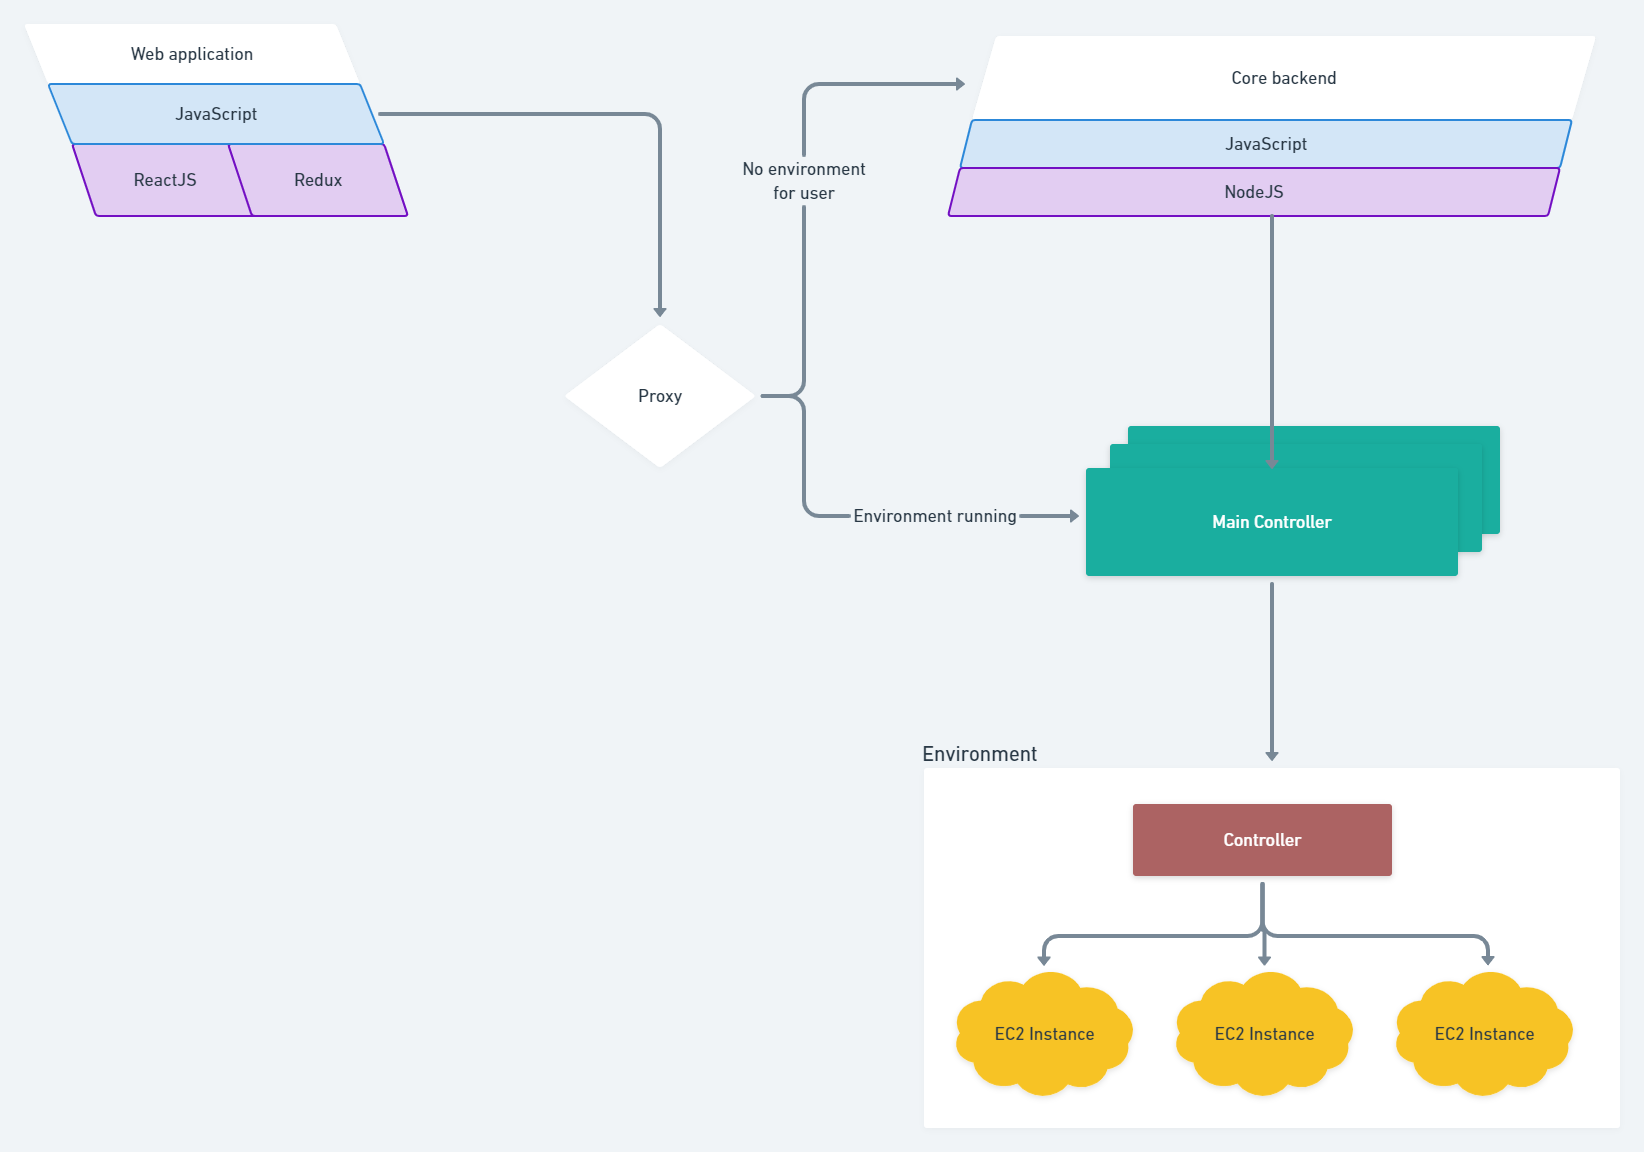 Web application
JavaScript
ReactJS
Redux
Core backend
JavaScript
NodeJS
No environment
for user
Proxy
Environment running
Main Controller
Environment
Controller
EC2 Instance
EC2 Instance
EC2 Instance